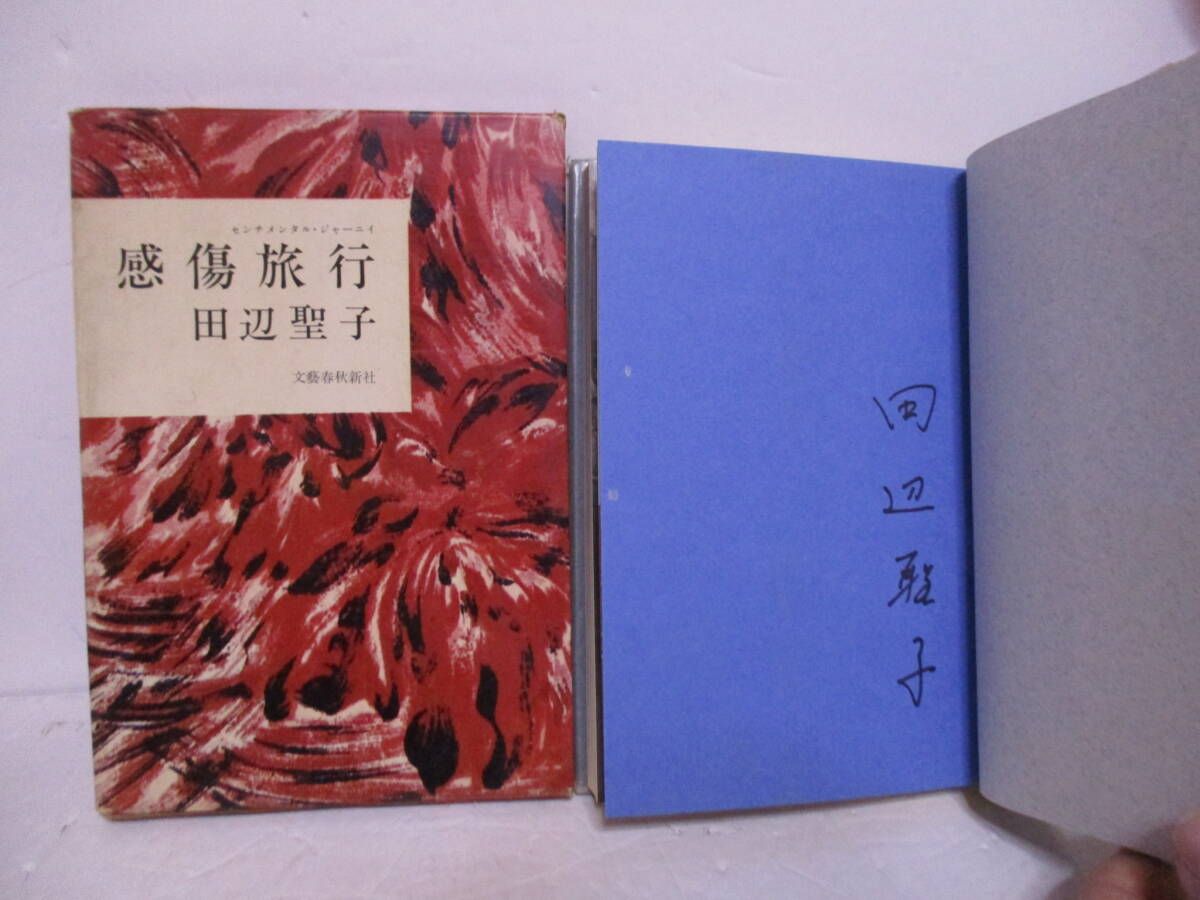 センチメンタル・ジャーニイ
感傷旅行
田辺聖子
文藝春秋新社
田辺聖子